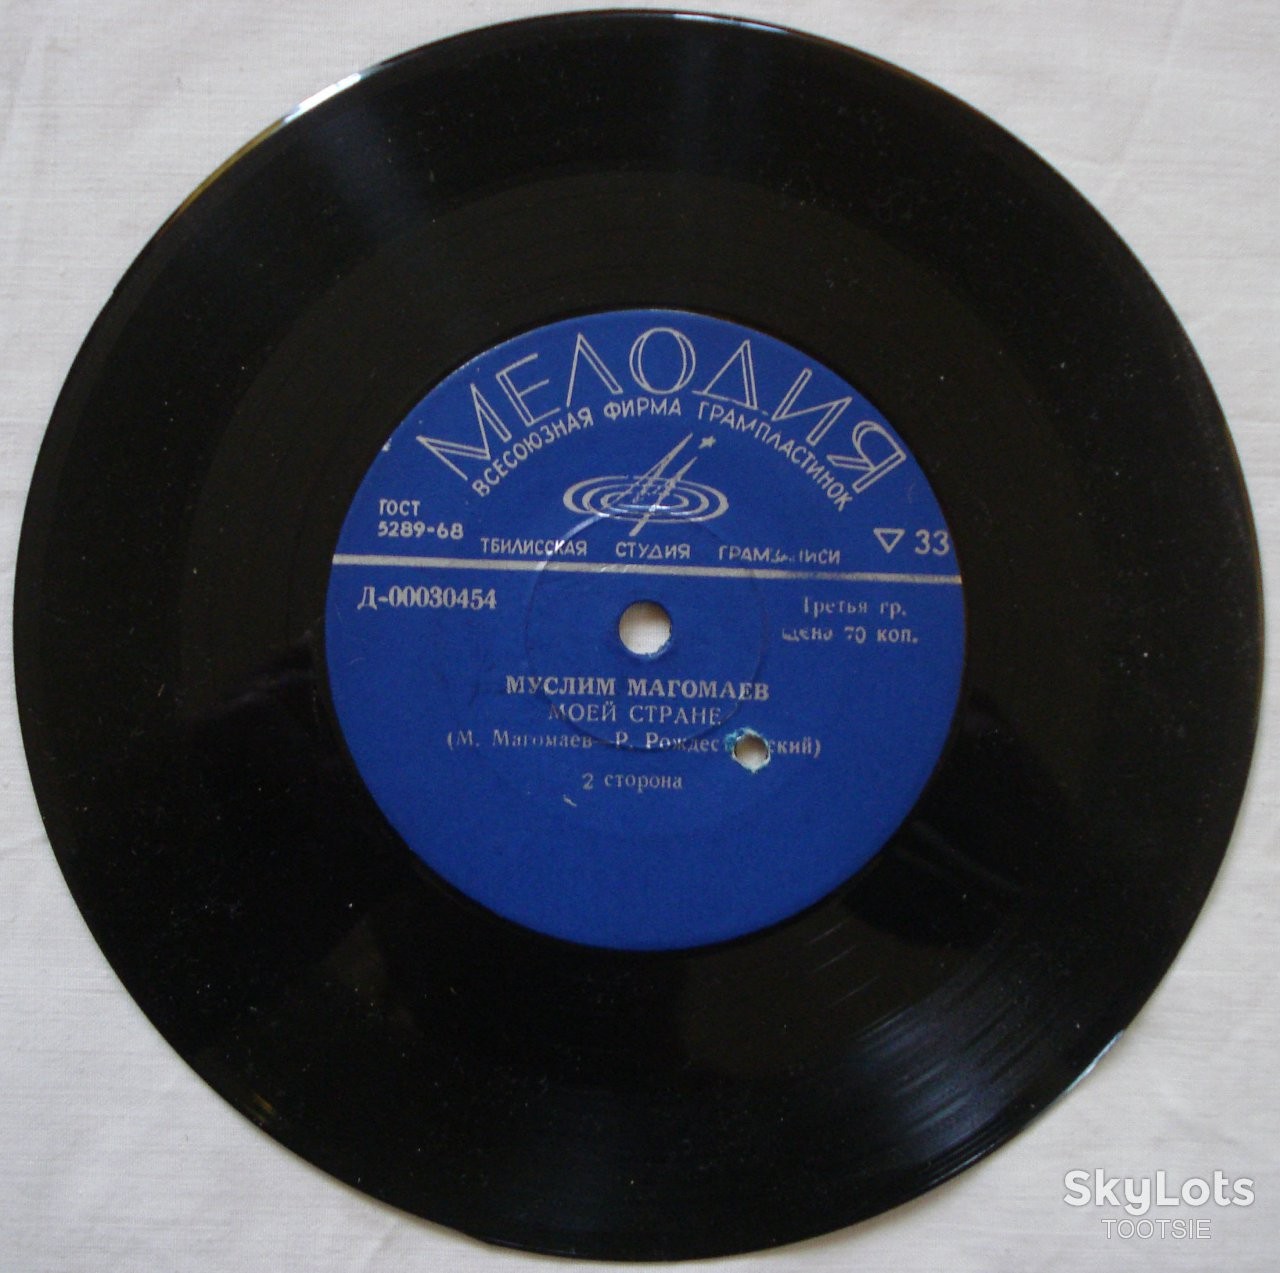 МЕЛОДИЯ
ВСЕСОЮЗНАЯ ФИРМА ГРАМПЛАСТИНОК
ГОСТ
5289-68
ТБИЛИССКАЯ СТУДИЯ
▽ 33
Д-00030454
Третья гр.
Цена 70 коп.
МУСЛИМ МАГОМАЕВ
МОЕЙ СТРАНЕ
(М. Магомаев—Р.
2 сторона
SkyLots
TOOTSIE